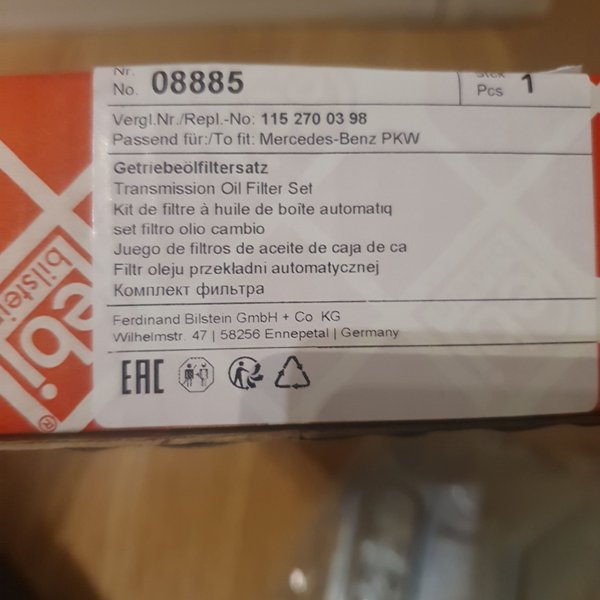 Nr.
No. 08885
Stck
Pcs 1
Vergl.Nr./Repl.-No: 115 270 03 98
Passend für:/To fit: Mercedes-Benz PKW
Getriebeölfiltersatz
Transmission Oil Filter Set
Kit de filtre à huile de boîte automatiq
set filtro olio cambio
Juego de filtros de aceite de caja de ca
Filtr oleju przekładni automatycznej
Комплект фильтра
Ferdinand Bilstein GmbH + Co. KG
Wilhelmstr. 47 | 58256 Ennepetal | Germany
EAC
ebi
bilstein
®